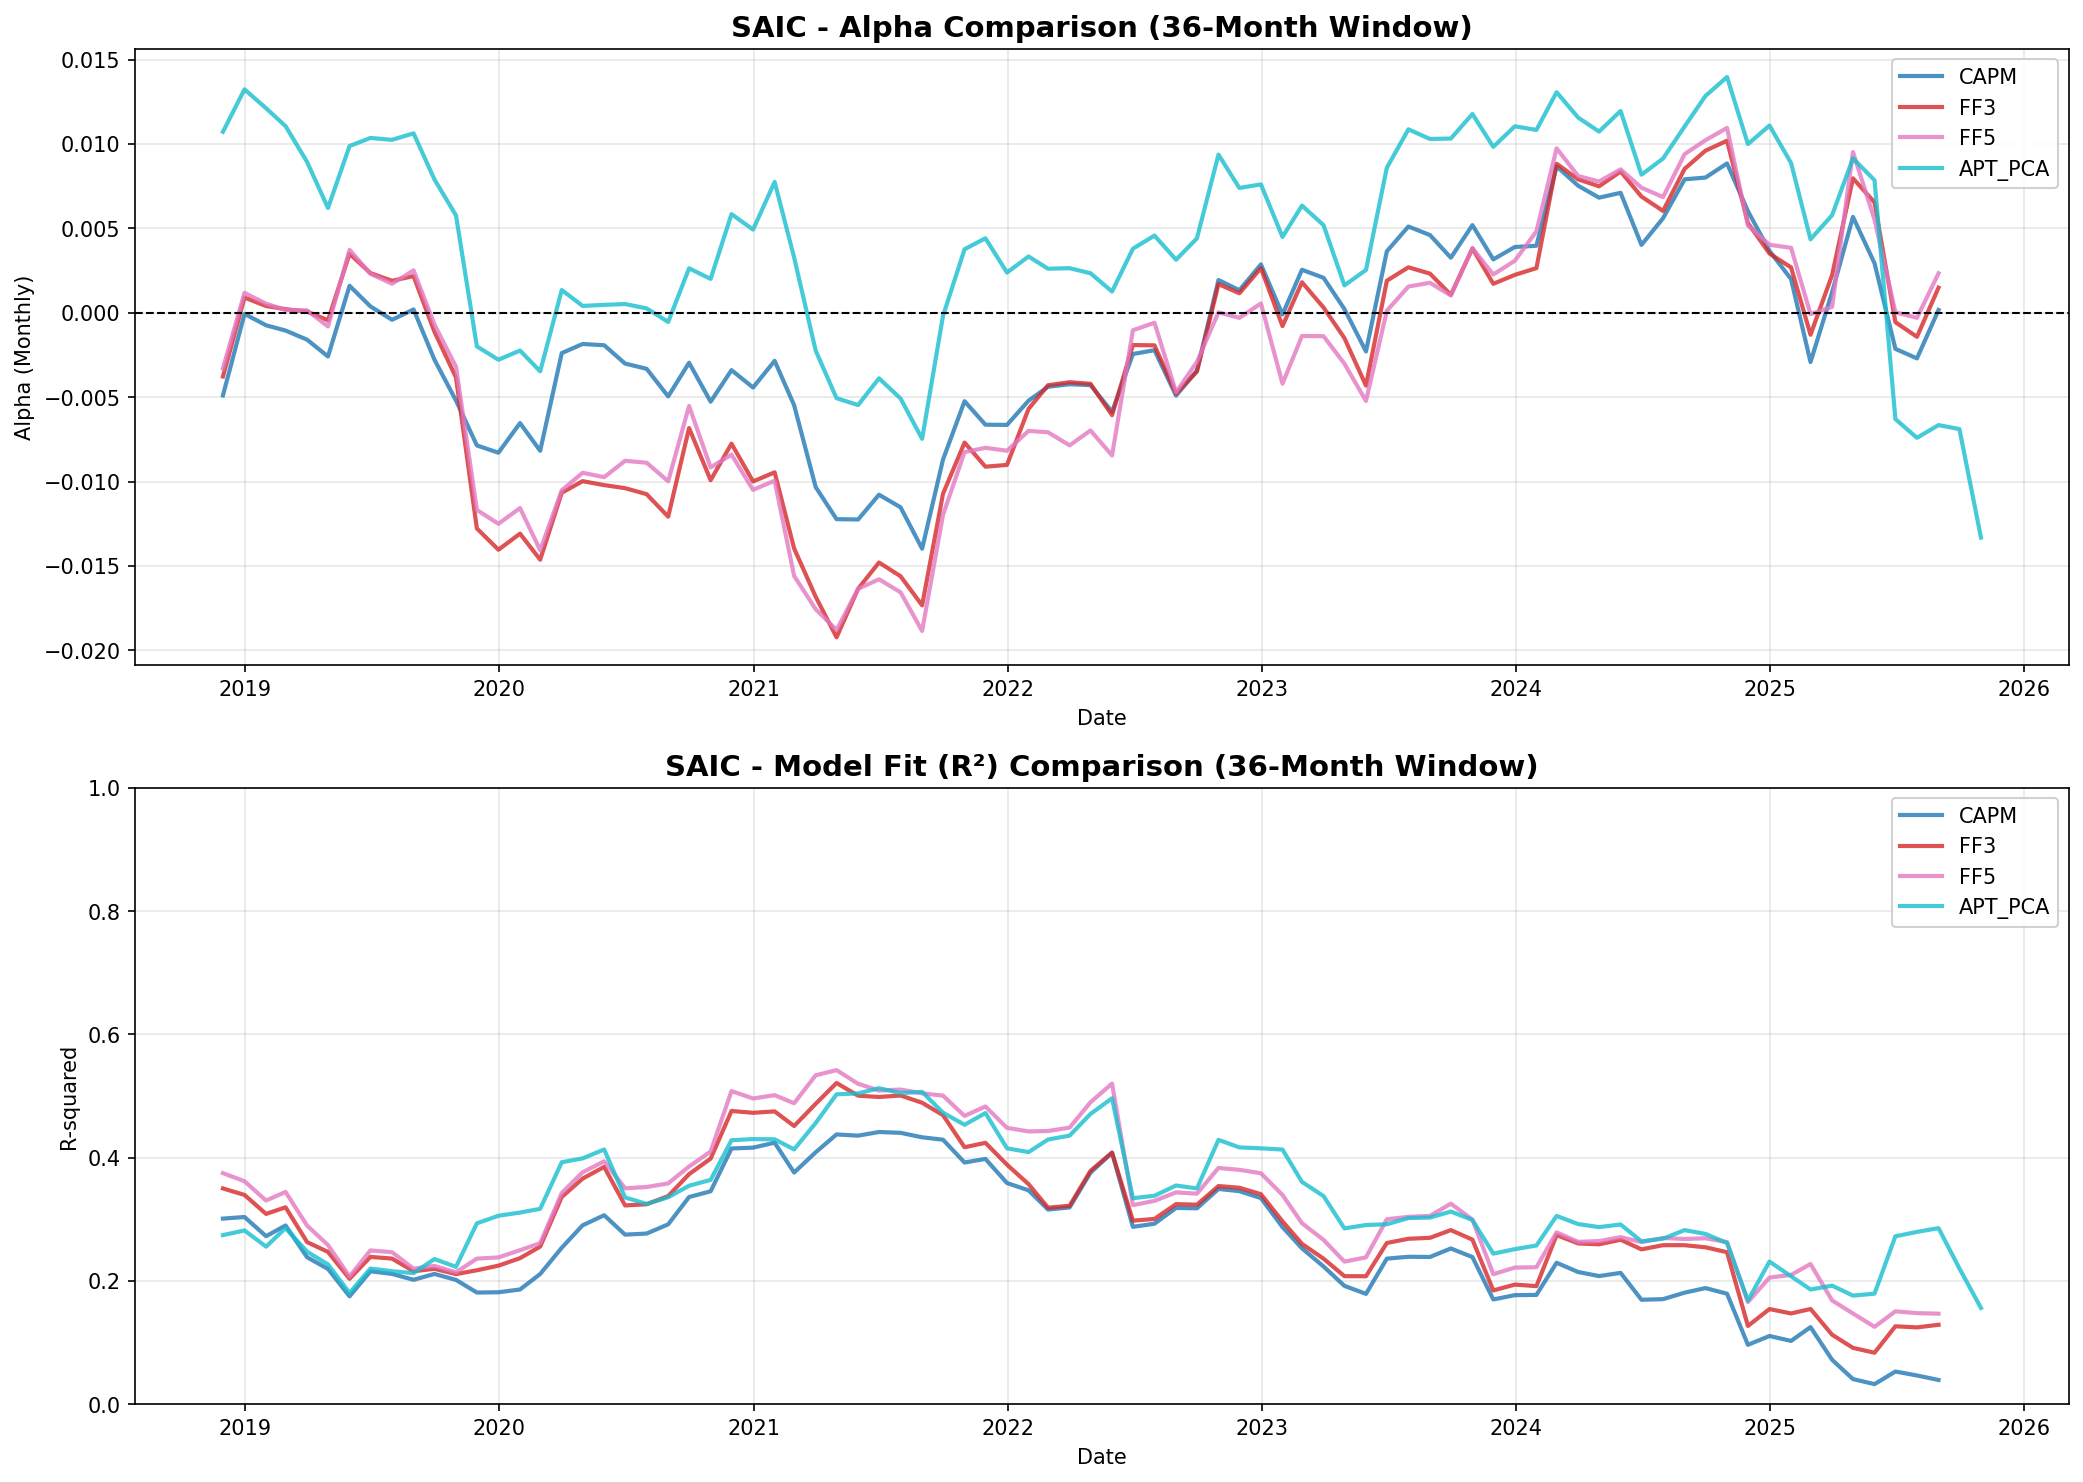 SAIC - Alpha Comparison (36-Month Window)
0.015
0.010
0.005
0.000
−0.005
−0.010
−0.015
−0.020
Alpha (Monthly)
CAPM
FF3
FF5
APT_PCA
2019
2020
2021
2022
2023
2024
2025
2026
Date
SAIC - Model Fit (R²) Comparison (36-Month Window)
1.0
0.8
0.6
0.4
0.2
0.0
R-squared
CAPM
FF3
FF5
APT_PCA
2019
2020
2021
2022
2023
2024
2025
2026
Date